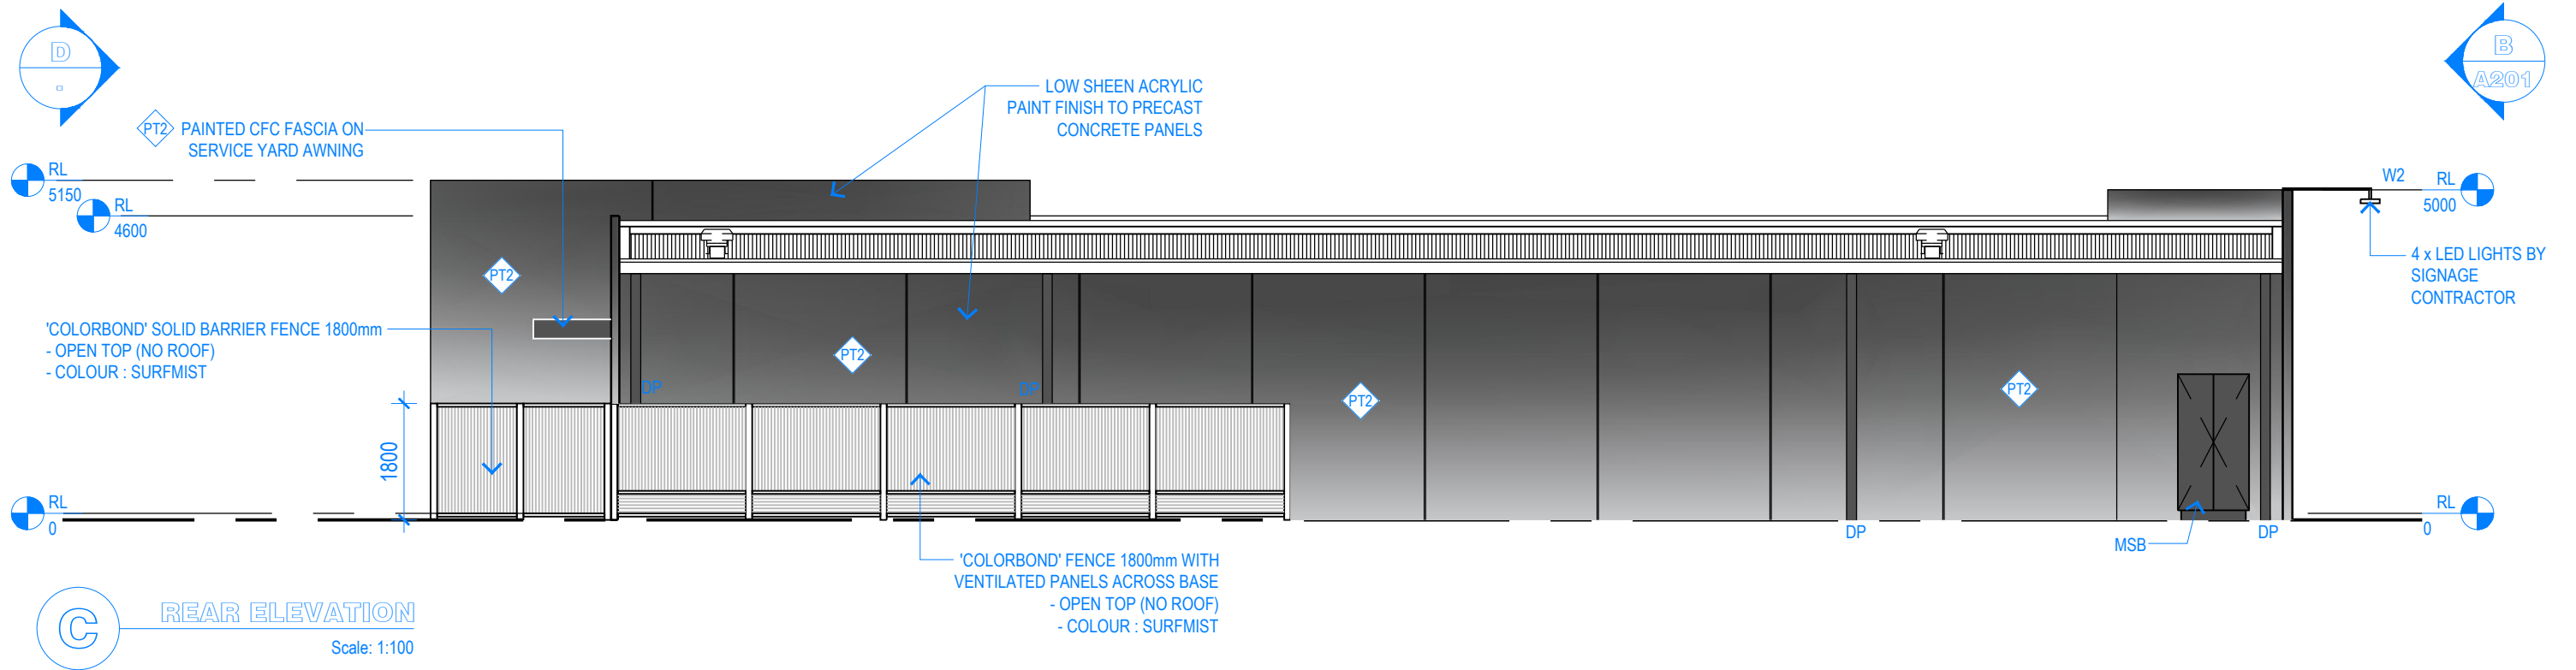 D
-
B
A201
LOW SHEEN ACRYLIC
PAINT FINISH TO PRECAST
CONCRETE PANELS
PT2
PAINTED CFC FASCIA ON
SERVICE YARD AWNING
RL
5150
RL
4600
W2
RL
5000
4 x LED LIGHTS BY
SIGNAGE
CONTRACTOR
PT2
'COLORBOND' SOLID BARRIER FENCE 1800mm
- OPEN TOP (NO ROOF)
- COLOUR : SURFMIST
PT2
DP
DP
PT2
PT2
1800
RL
0
RL
0
DP
MSB
DP
'COLORBOND' FENCE 1800mm WITH
VENTILATED PANELS ACROSS BASE
- OPEN TOP (NO ROOF)
- COLOUR : SURFMIST
C
REAR ELEVATION
Scale: 1:100